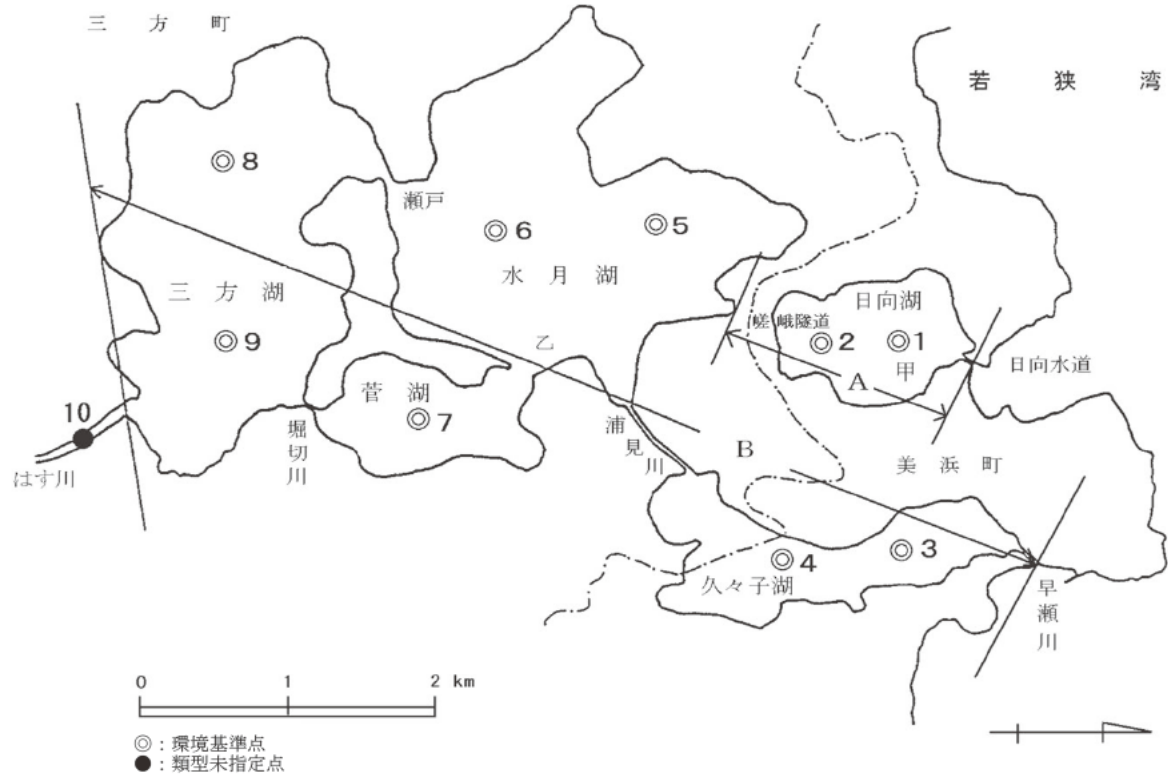 三方町
若狭湾
8
瀬戸
6
5
水月湖
三方湖
日向湖
嵯峨隧道
2
1
9
乙
A
甲
日向水道
10
菅湖
7
堀切川
浦見川
B
美浜町
はす川
3
4
久々子湖
早瀬川
0 1 2 km
◎：環境基準点
●：類型未指定点